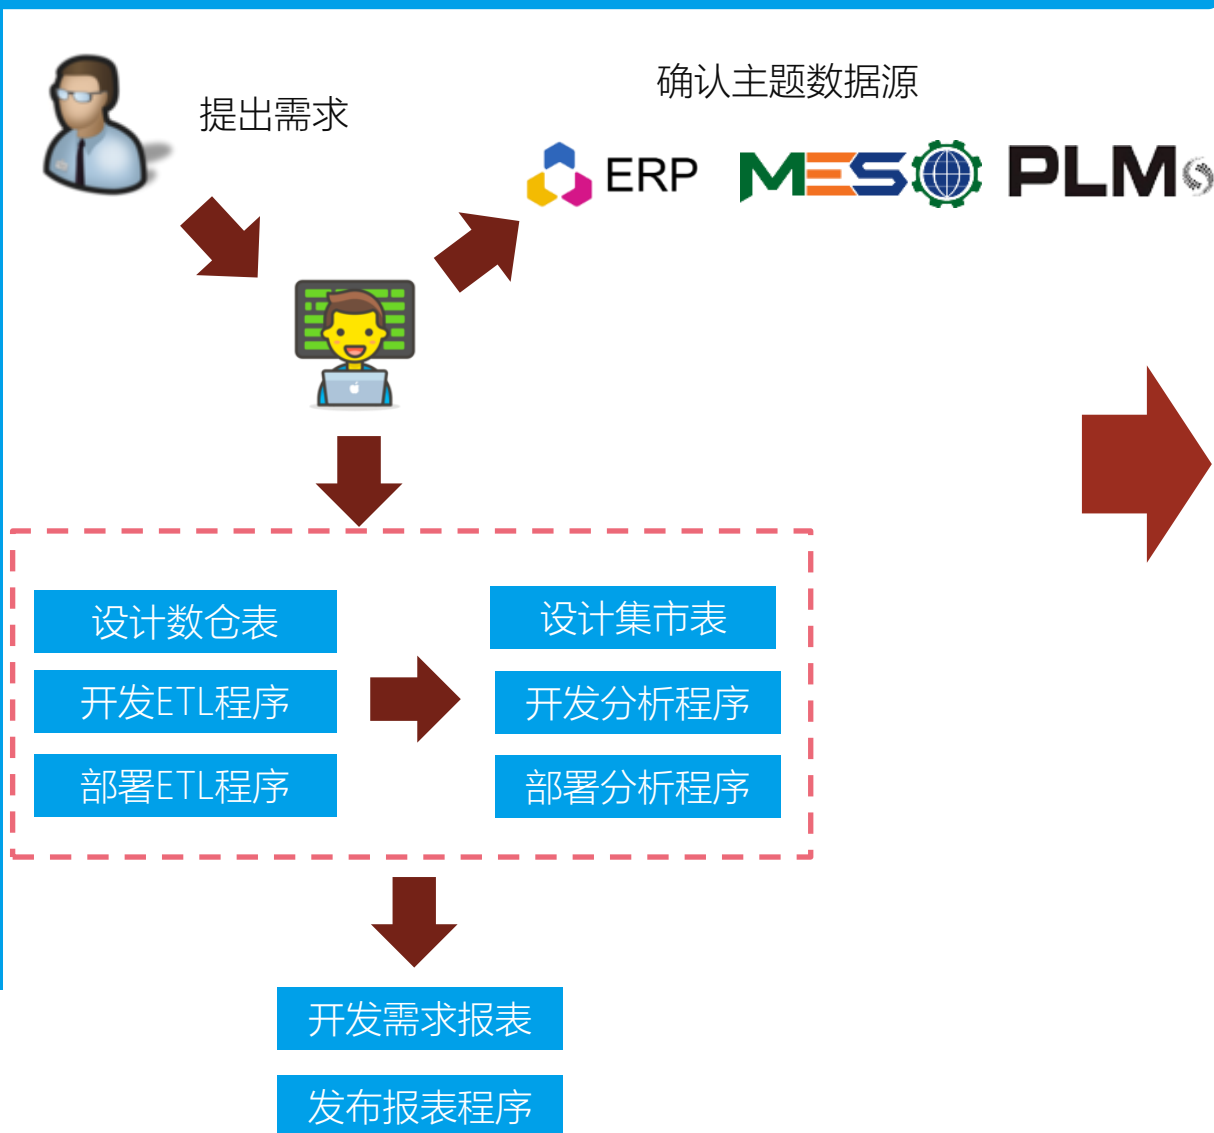 提出需求
确认主题数据源
ERP
MES
PLM
设计数仓表
开发ETL程序
部署ETL程序
设计集市表
开发分析程序
部署分析程序
开发需求报表
发布报表程序